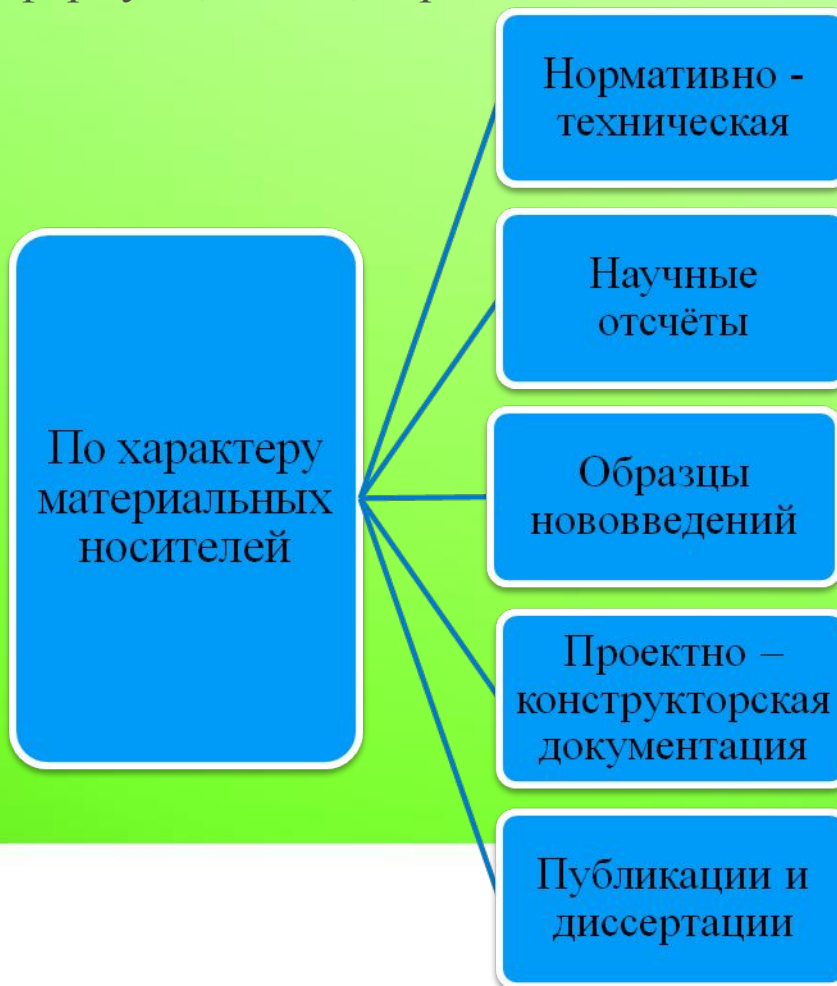 Нормативно -
техническая
Научные
отсчёты
По характеру
материальных
носителей
Образцы
нововведений
Проектно –
конструкторская
документация
Публикации и
диссертации